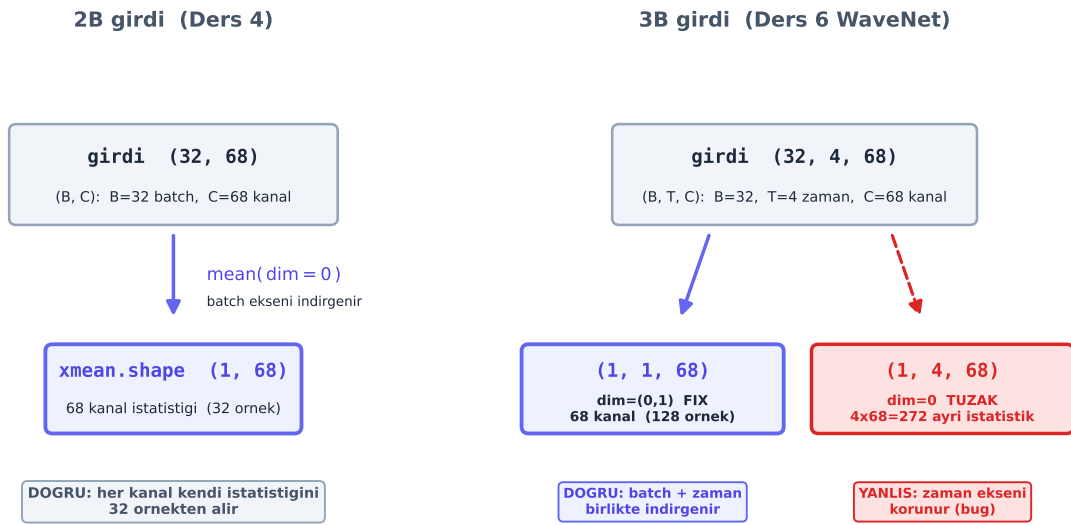 2B girdi  (Ders 4)
girdi  (32, 68)
(B, C):  B=32 batch,  C=68 kanal
mean( dim = 0 )
batch ekseni indirgenir
xmean.shape  (1, 68)
68 kanal istatistigi  (32 ornek)
DOGRU: her kanal kendi istatistigini
32 ornekten alir
3B girdi  (Ders 6 WaveNet)
girdi  (32, 4, 68)
(B, T, C):  B=32,  T=4 zaman,  C=68 kanal
(1, 1, 68)
dim=(0,1)  FIX
68 kanal  (128 ornek)
(1, 4, 68)
dim=0  TUZAK
4x68=272 ayri istatistik
DOGRU: batch + zaman
birlikte indirgenir
YANLIS: zaman ekseni
korunur (bug)